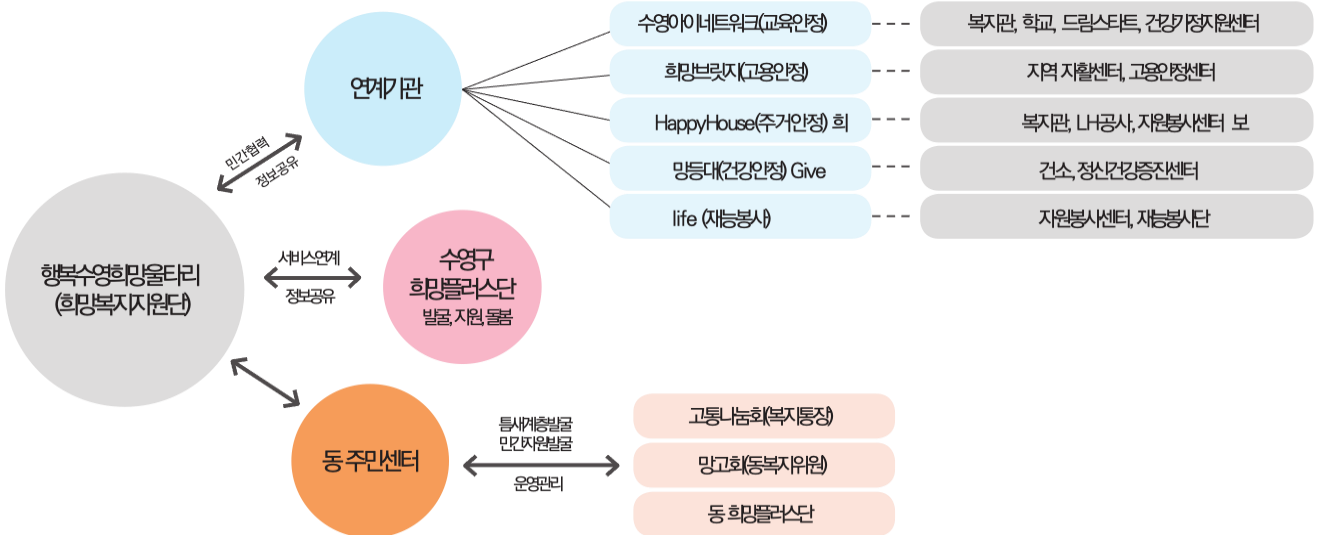 수영아이네트워크(교육안정)
복지관, 학교, 드림스타트, 건강가정지원센터
희망브릿지(고용안정)
지역 자활센터, 고용안정센터
연계기관
HappyHouse(주거안정) 희
복지관, LH공사, 자원봉사센터 보
망등대(건강안정) Give
건소, 정신건강증진센터
life (재능봉사)
자원봉사센터, 재능봉사단
민간협력
정보공유
행복수영희망울타리
(희망복지지원단)
서비스연계
정보공유
수영구
희망플러스단
발굴, 지원, 돌봄
동 주민센터
틈새계층발굴
민간자원발굴
운영관리
고통나눔회(복지통장)
망고회(동복지위원)
동 희망플러스단